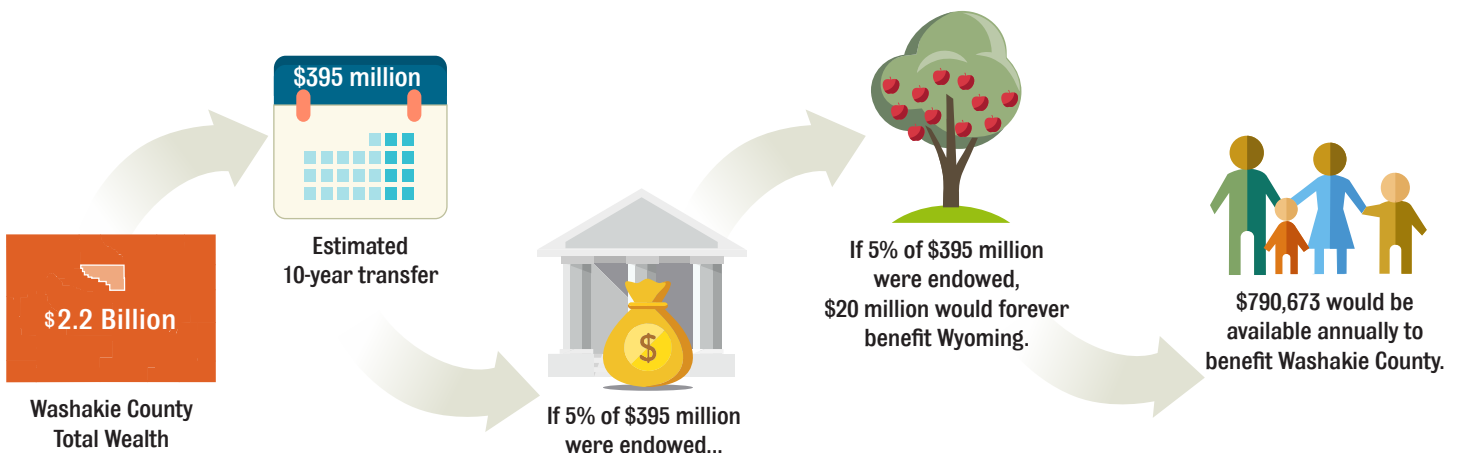 $2.2 Billion
Washakie County
Total Wealth
$395 million
Estimated
10-year transfer
$
If 5% of $395 million
were endowed...
If 5% of $395 million
were endowed,
$20 million would forever
benefit Wyoming.
$790,673 would be
available annually to
benefit Washakie County.